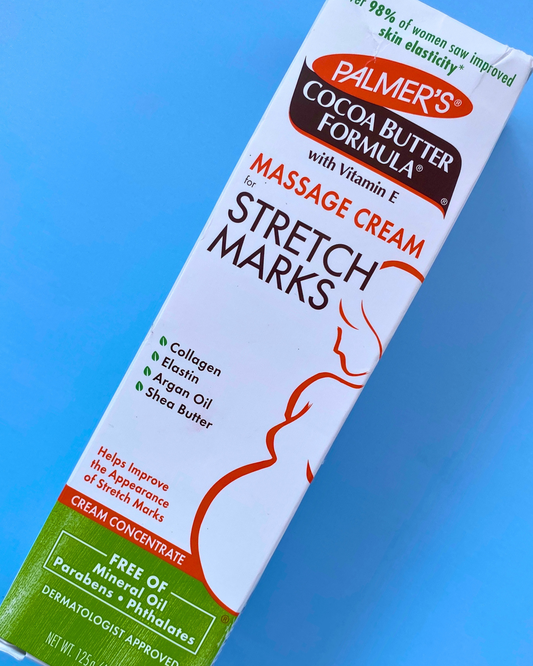 98% of women saw improved
skin elasticity*
PALMER'S®
COCOA BUTTER
FORMULA®
with Vitamin E
®
MASSAGE CREAM
for
STRETCH
MARKS
Collagen
Elastin
Argan Oil
Shea Butter
Helps Improve
the Appearance
of Stretch Marks
CREAM CONCENTRATE
FREE OF
Mineral Oil
Parabens • Phthalates
DERMATOLOGIST APPROVED
NET WT. 125g